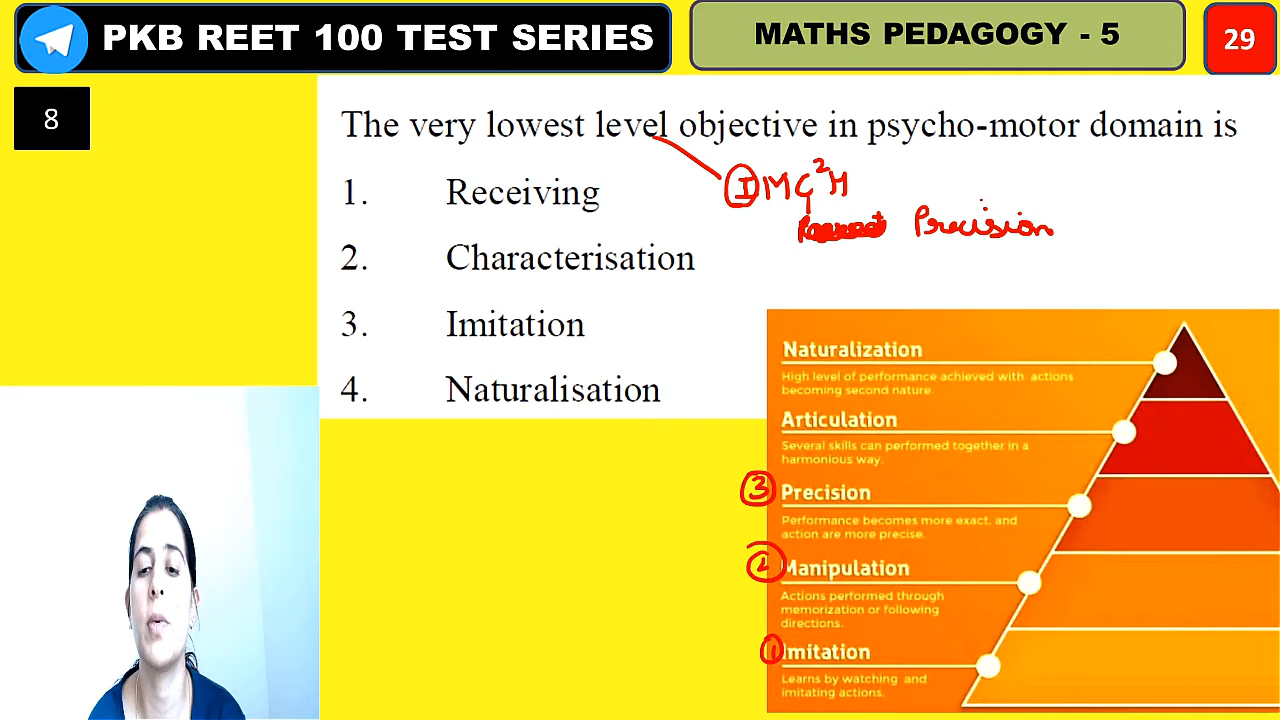 PKB REET 100 TEST SERIES
MATHS PEDAGOGY - 5
29
8
The very lowest level objective in psycho-motor domain is
1. Receiving
2. Characterisation
3. Imitation
4. Naturalisation
Precision
Naturalization
High level of performance achieved with actions
becoming second nature.
Articulation
Several skills can performed together in a
harmonious way.
3 Precision
Performance becomes more exact, and
action are more precise.
2 Manipulation
Actions performed through
memorization or following
directions.
1 Imitation
Learns by watching and
imitating actions.